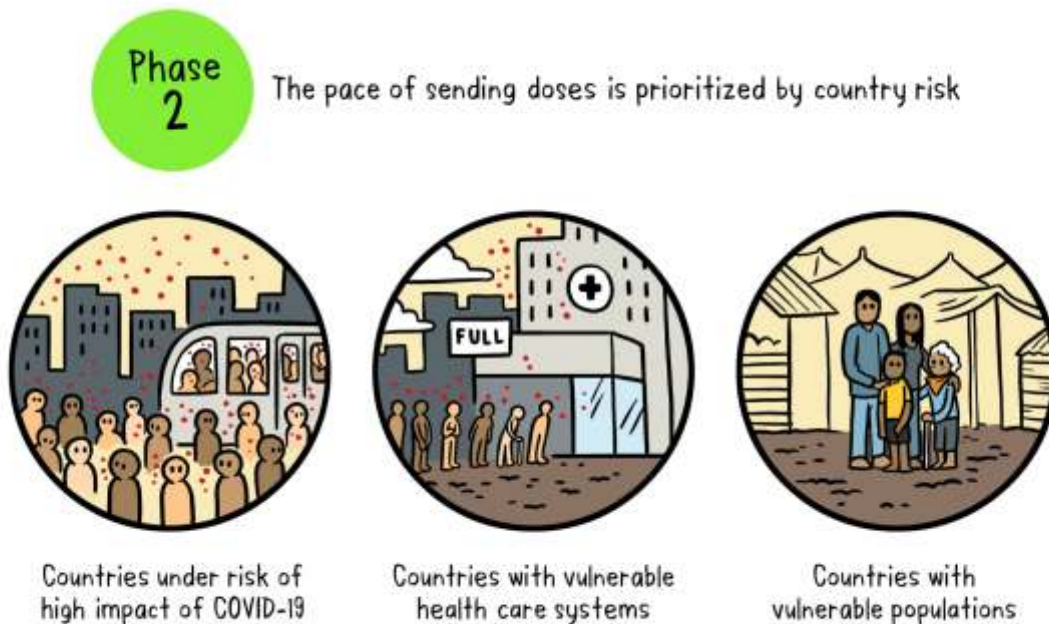 Phase
2
The pace of sending doses is prioritized by country risk
FULL
Countries under risk of
high impact of COVID-19
Countries with vulnerable
health care systems
Countries with
vulnerable populations